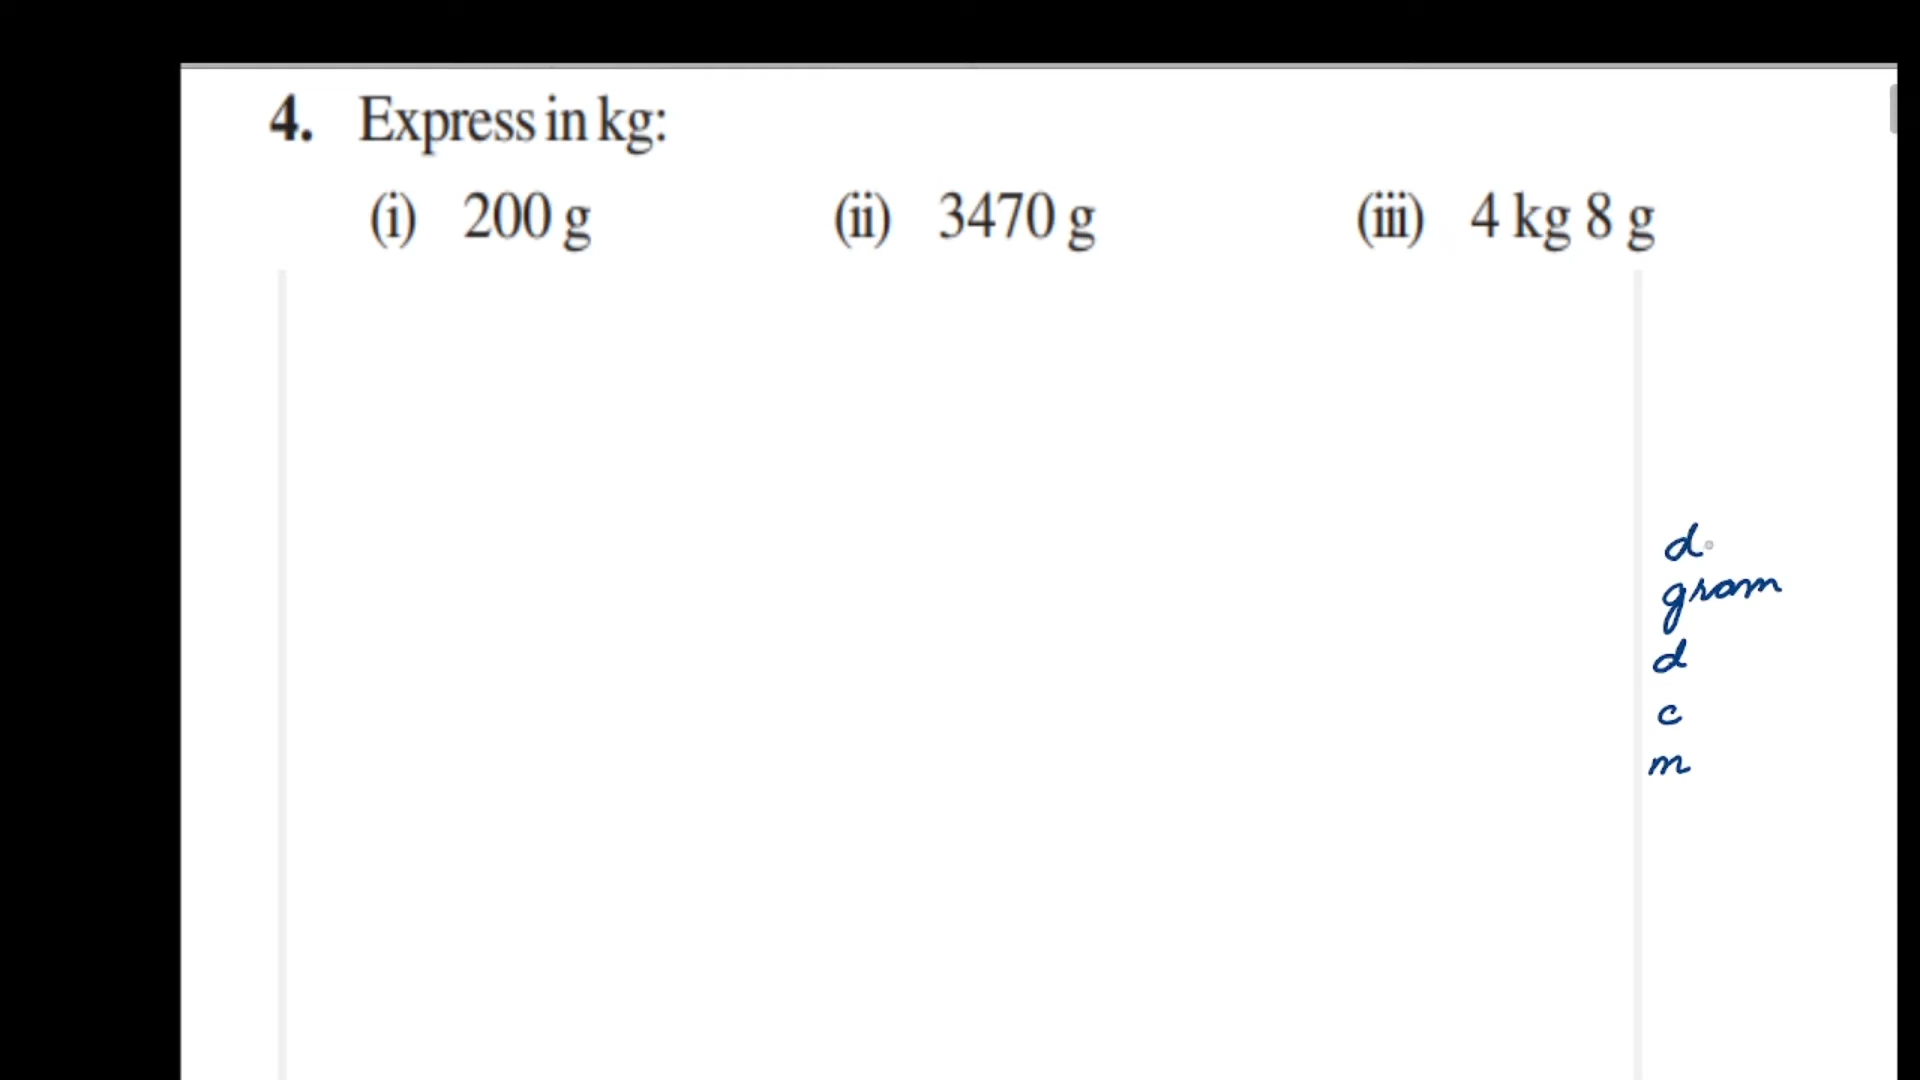 4. Express in kg:
(i) 200 g (ii) 3470 g (iii) 4 kg 8 g
d
gram
d
c
m